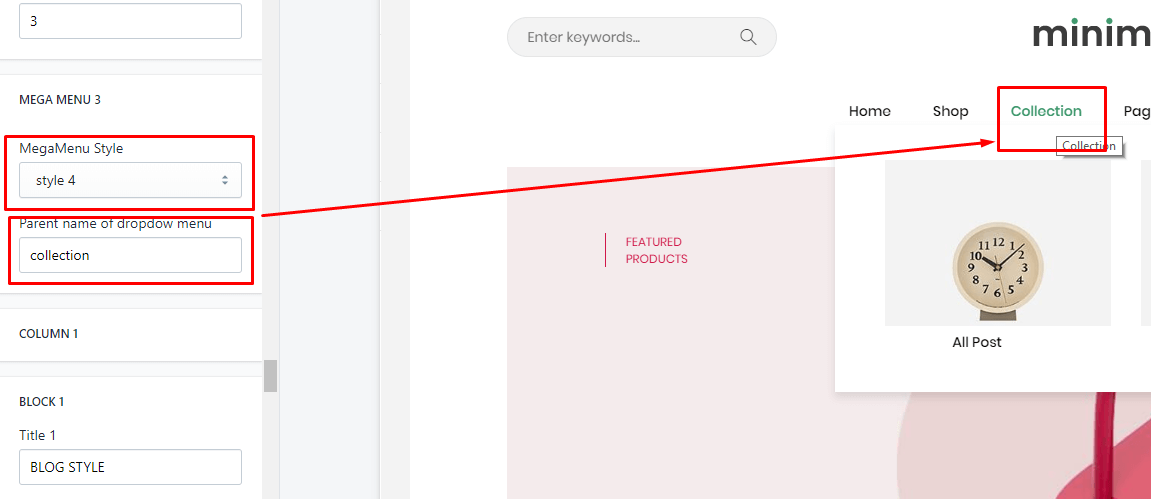 3
MEGA MENU 3
MegaMenu Style
style 4
Parent name of dropdow menu
collection
COLUMN 1
BLOCK 1
Title 1
BLOG STYLE
Enter keywords...
minim
Home Shop Collection Pag
Collection
FEATURED
PRODUCTS
11 12 1
10 2
9 3
8 4
7 6 5
All Post